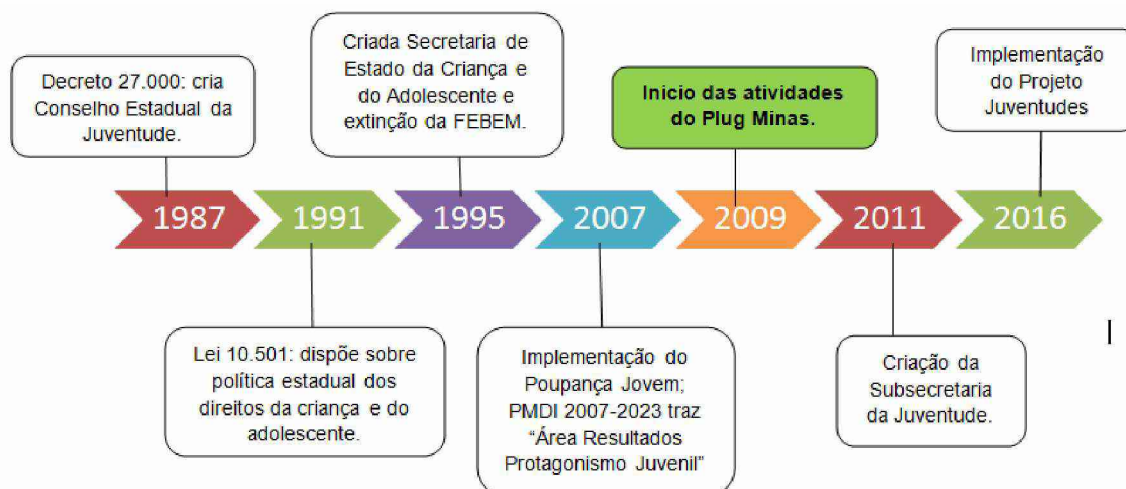 Decreto 27.000: cria
Conselho Estadual da
Juventude.
Criada Secretaria de
Estado da Criança e
do Adolescente e
extinção da FEBEM.
Inicio das atividades
do Plug Minas.
Implementação
do Projeto
Juventudes
1987
1991
1995
2007
2009
2011
2016
Lei 10.501: dispõe sobre
política estadual dos
direitos da criança e do
adolescente.
Implementação do
Poupança Jovem;
PMDI 2007-2023 traz
“Área Resultados
Protagonismo Juvenil”
Criação da
Subsecretaria
da Juventude.